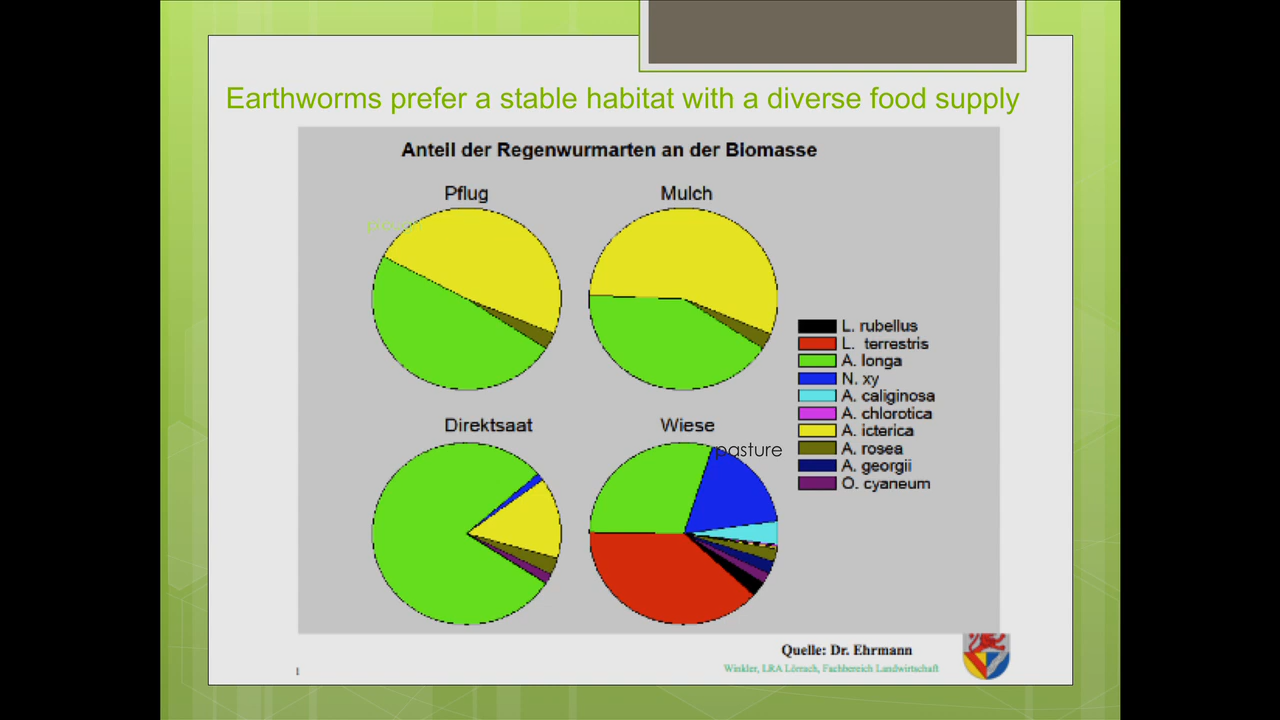 Earthworms prefer a stable habitat with a diverse food supply
Anteil der Regenwurmarten an der Biomasse
Pflug
Mulch
Direktsaat
Wiese
pasture
L. rubellus
L. terrestris
A. longa
N. xy
A. caliginosa
A. chlorotica
A. icterica
A. rosea
A. georgii
O. cyaneum
Quelle: Dr. Ehrmann
Winkler, LRA Lörrach, Fachbereich Landwirtschaft
1